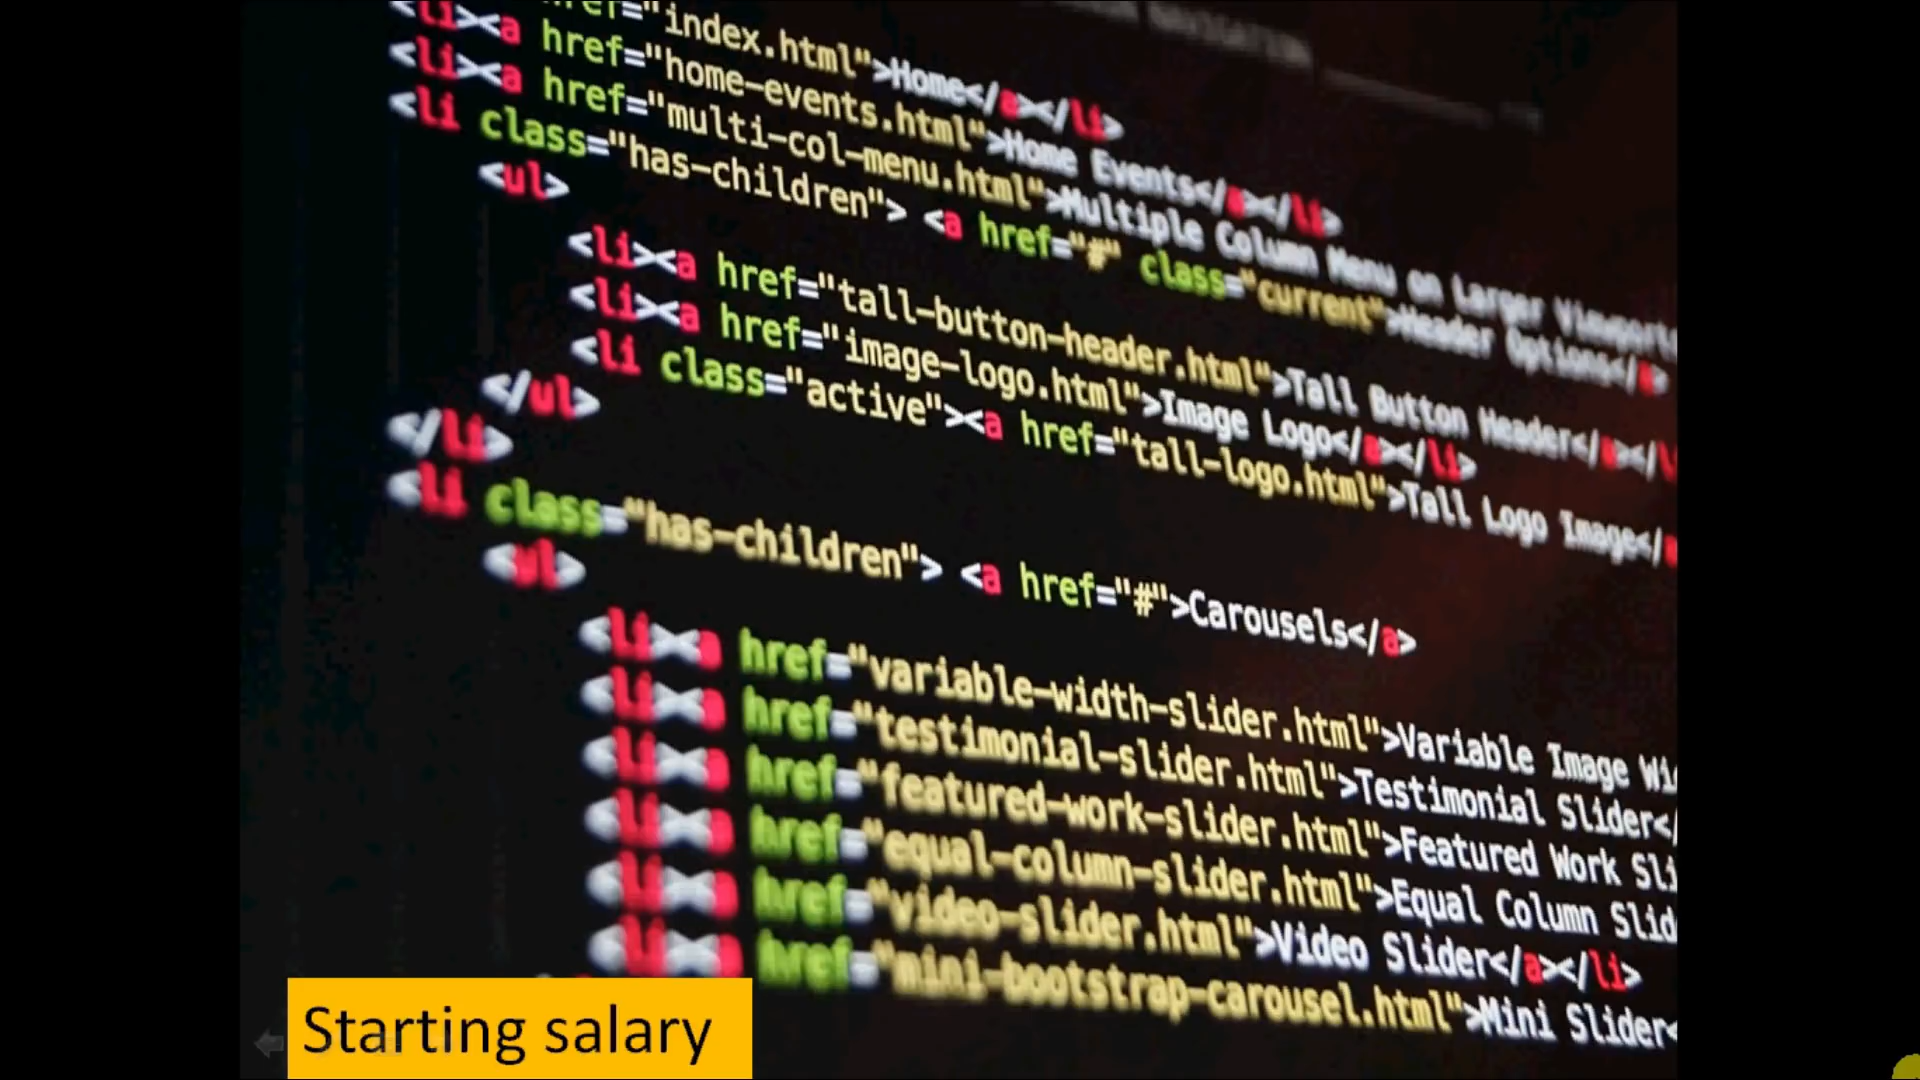 href="index.html">Home</a></li>
<li><a href="home-events.html">Home Events</a></li>
<li><a href="multi-col-menu.html">Multiple Column Menu on Larger Viewports
<li class="has-children"> <a href="#" class="current">Header Options</a>
<ul>
<li><a href="tall-button-header.html">Tall Button Header</a></li
<li><a href="image-logo.html">Image Logo</a></li>
<li class="active"><a href="tall-logo.html">Tall Logo Image</
</ul>
</li>
<li class="has-children"> <a href="#">Carousels</a>
<ul>
<li><a href="variable-width-slider.html">Variable Image Wi
<li><a href="testimonial-slider.html">Testimonial Slider</
<li><a href="featured-work-slider.html">Featured Work Sli
<li><a href="equal-column-slider.html">Equal Column Slid
<li><a href="video-slider.html">Video Slider</a></li>
<li><a href="mini-bootstrap-carousel.html">Mini Slider<
Starting salary